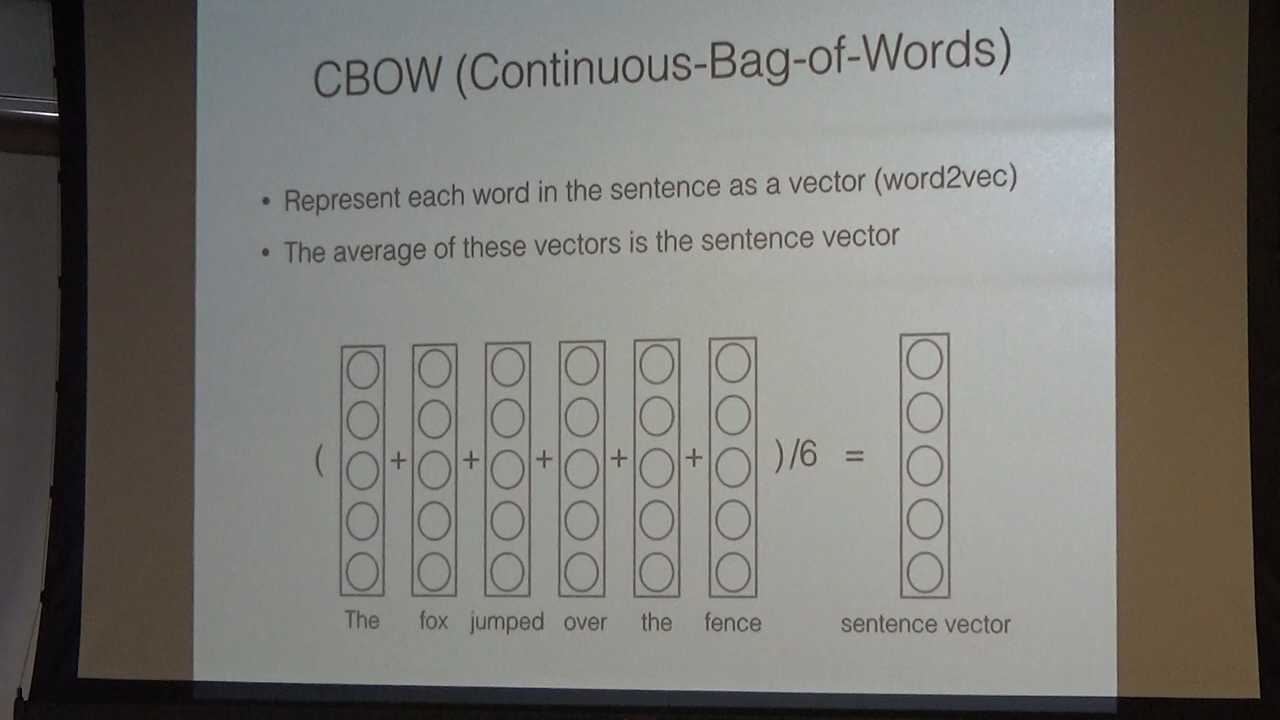 CBOW (Continuous-Bag-of-Words)
• Represent each word in the sentence as a vector (word2vec)
• The average of these vectors is the sentence vector
( + + + + + )/6 =
The fox jumped over the fence sentence vector